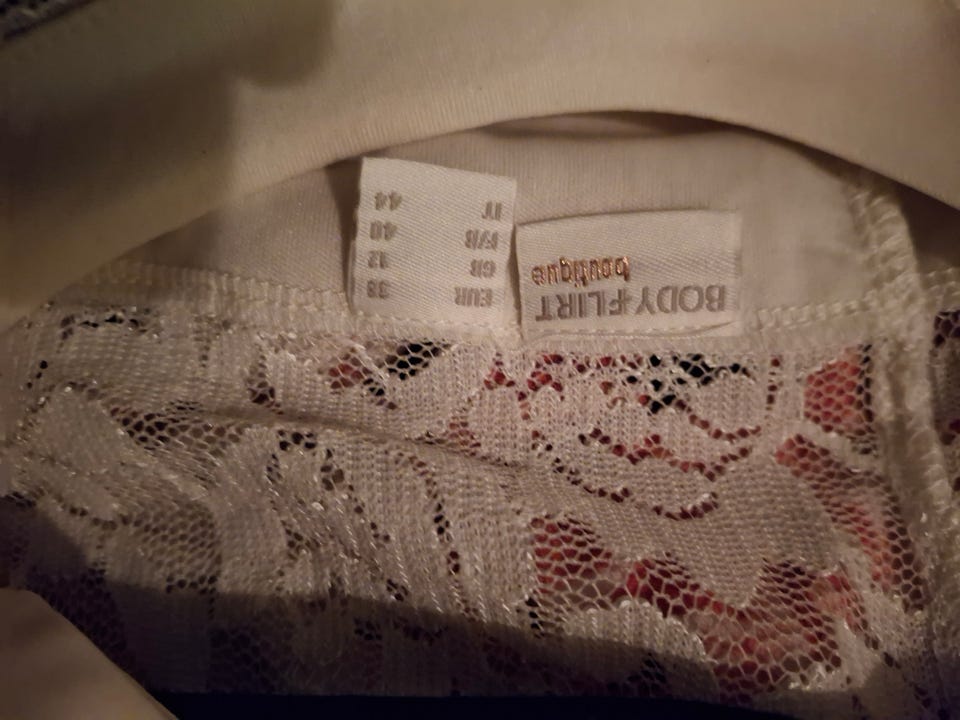 BODYFLIRT
boutique
EUR 38
GB 12
F/B 40
IT 44